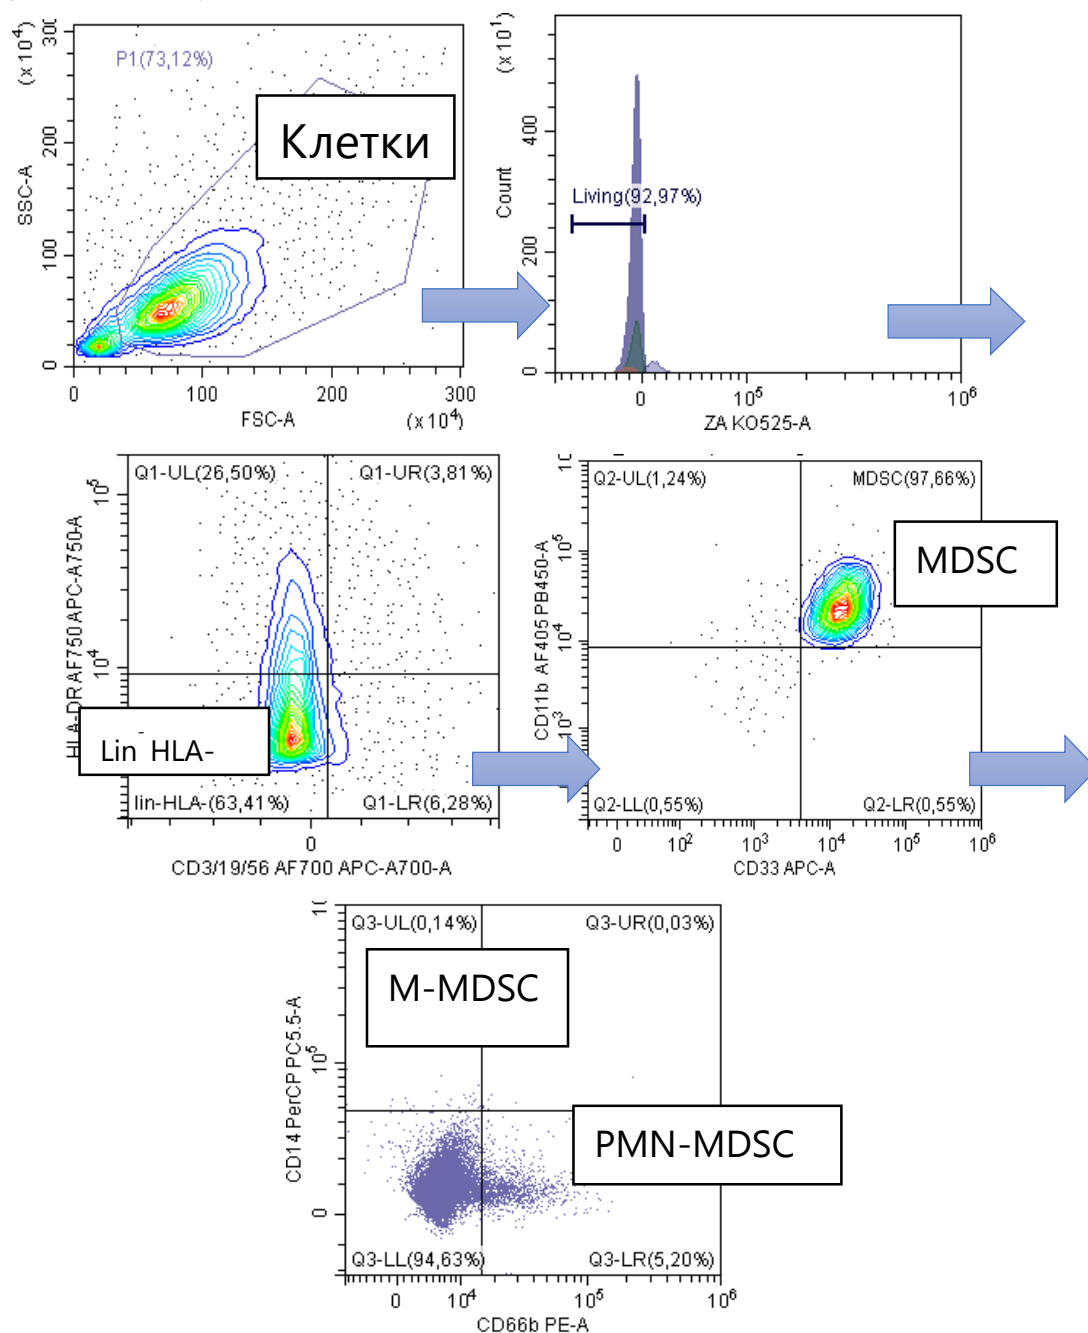 P1(73,12%)
Клетки
(x 10⁴)
SSC-A
0
100
200
0
100
200
300
FSC-A
(x 10⁴)
(x 10¹)
Count
0
200
400
Living(92,97%)
0
10⁵
10⁶
ZA KO525-A
Q1-UL(26,50%)
Q1-UR(3,81%)
10⁵
10⁴
HLA-DR AF750 APC-A750-A
Lin⁻ HLA-
lin-HLA-(63,41%)
Q1-LR(6,28%)
0
CD3/19/56 AF700 APC-A700-A
Q2-UL(1,24%)
MDSC(97,66%)
MDSC
10⁵
10⁴
10³
CD11b AF405 PB450-A
Q2-LL(0,55%)
Q2-LR(0,55%)
0
10²
10³
10⁴
10⁵
10⁶
CD33 APC-A
Q3-UL(0,14%)
Q3-UR(0,03%)
M-MDSC
10⁵
0
CD14 PerCP PC5.5-A
PMN-MDSC
Q3-LL(94,63%)
Q3-LR(5,20%)
0
10⁴
10⁵
10⁶
CD66b PE-A